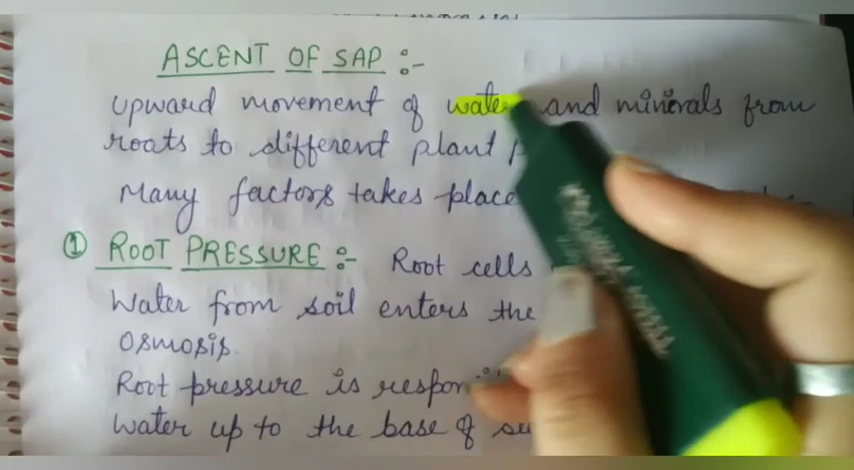 ASCENT OF SAP :-
Upward movement of water and minerals from
roats to different plant
Many factors takes place
① ROOT PRESSURE :- Root cells
Water from soil enters the
Osmosis.
Root pressure is
Water up to the base of